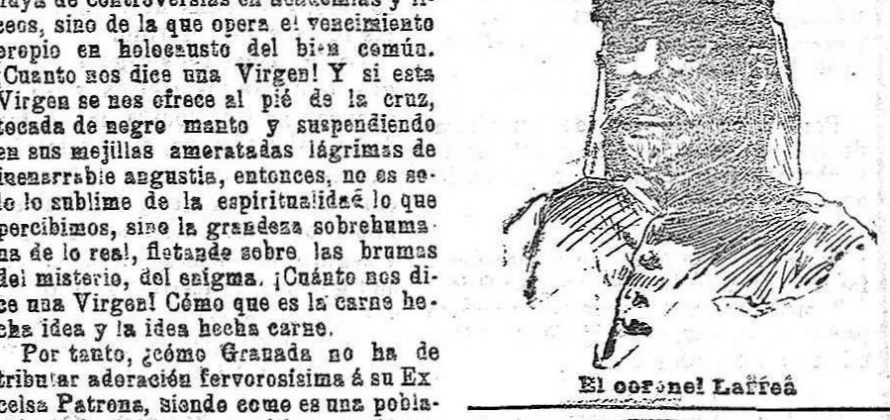 de controversias en academias y li-
ceos, sino de la que opera el vencimiento
propio en holocausto del bien común.
¡Cuanto nos dice una Virgen! Y si esta
Virgen se nos ofrece al pié de la cruz,
tocada de negro manto y suspendiendo
en sus mejillas amoratadas lágrimas de
inenarrable angustia, entonces, no es so-
lo lo sublime de la espiritualidad lo que
percibimos, sino la grandeza sobrehuma-
na de lo real, flotando sobre las brumas
del misterio, del enigma. ¡Cuánto nos di-
ce una Virgen! Cómo que es la carne he-
cha idea y la idea hecha carne.
Por tanto, ¿cómo Granada no ha de
tributar adoración fervorosísima á su Ex
celsa Patrona, siendo como es una pobla-
El coronel Larreá